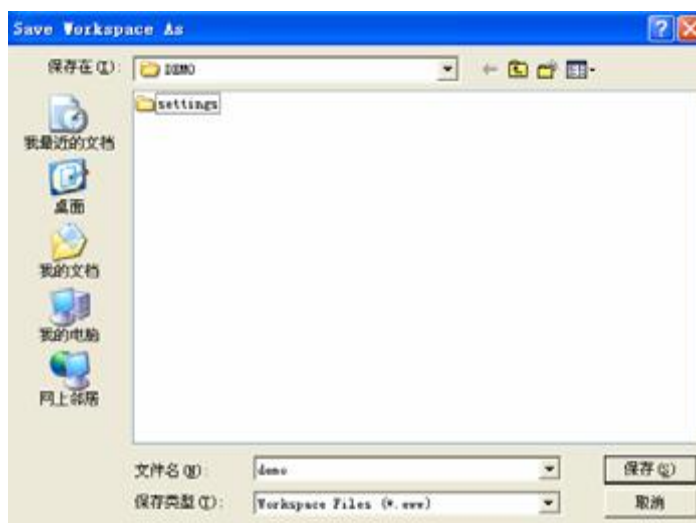 Save Workspace As
保存在(I):
DEMO
settings
我最近的文档
桌面
我的文档
我的电脑
网上邻居
文件名(N)
demo
保存(S)
保存类型(T):
Workspace Files (*.eww)
取消